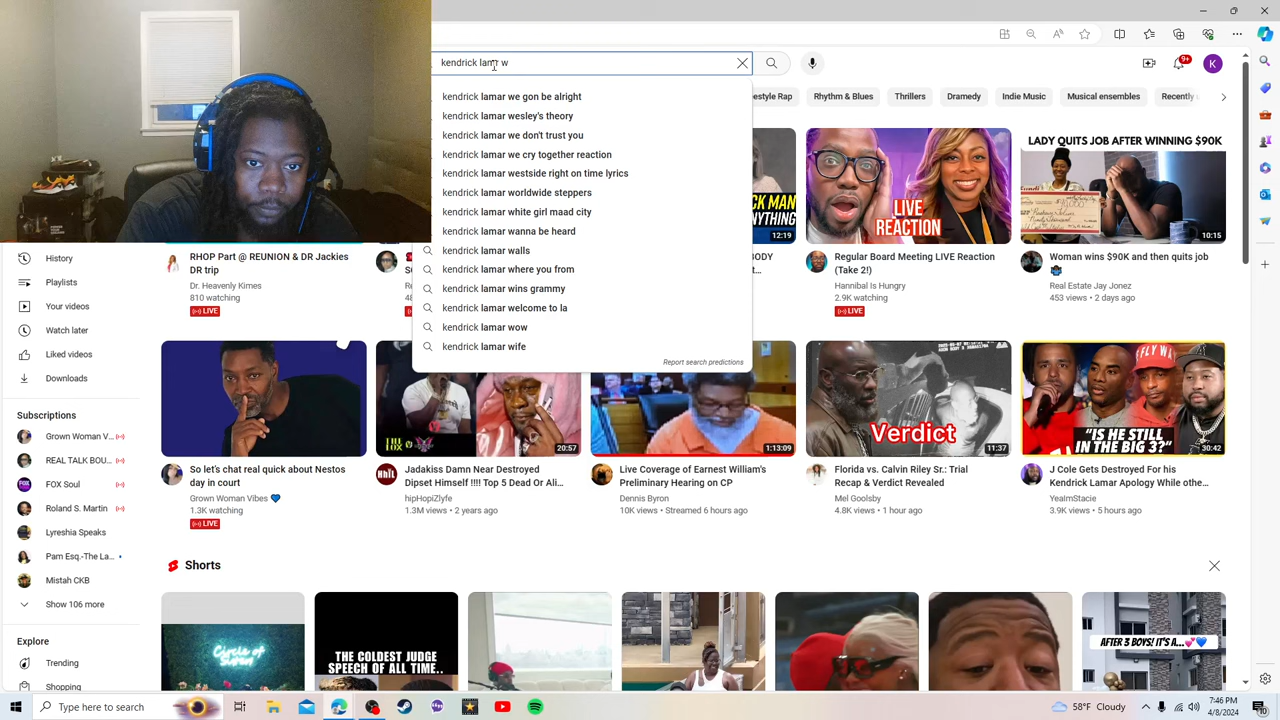 kendrick lamr w
kendrick lamar we gon be alright
kendrick lamar wesley's theory
kendrick lamar we don't trust you
kendrick lamar we cry together reaction
kendrick lamar westside right on time lyrics
kendrick lamar worldwide steppers
kendrick lamar white girl maad city
kendrick lamar wanna be heard
kendrick lamar walls
kendrick lamar where you from
kendrick lamar wins grammy
kendrick lamar welcome to la
kendrick lamar wow
kendrick lamar wife
Report search predictions
9+
K
estyle Rap
Rhythm & Blues
Thrillers
Dramedy
Indie Music
Musical ensembles
Recently
CK MAN
NYTHING
12:19
LIVE
REACTION
LADY QUITS JOB AFTER WINNING $90K
10:15
History
Playlists
Your videos
Watch later
Liked videos
Downloads
RHOP Part @ REUNION & DR Jackies
DR trip
Dr. Heavenly Kimes
810 watching
LIVE
BODY
Regular Board Meeting LIVE Reaction
(Take 2!)
Hannibal Is Hungry
2.9K watching
LIVE
Woman wins $90K and then quits job
Real Estate Jay Jonez
453 views • 2 days ago
Subscriptions
Grown Woman V...
REAL TALK BOU...
FOX Soul
Roland S. Martin
Lyreshia Speaks
Pam Esq.-The La...
Mistah CKB
Show 106 more
THE LOX
20:57
1:13:09
Verdict
11:37
FLY WA
"IS HE STILL
IN THE BIG 3?"
30:42
So let's chat real quick about Nestos
day in court
Grown Woman Vibes
1.3K watching
LIVE
Jadakiss Damn Near Destroyed
Dipset Himself !!!! Top 5 Dead Or Ali...
hipHopiZlyfe
1.3M views • 2 years ago
Live Coverage of Earnest William's
Preliminary Hearing on CP
Dennis Byron
10K views • Streamed 6 hours ago
Florida vs. Calvin Riley Sr.: Trial
Recap & Verdict Revealed
Mel Goolsby
4.8K views • 1 hour ago
J Cole Gets Destroyed For his
Kendrick Lamar Apology While othe...
YeaImStacie
3.9K views • 5 hours ago
Shorts
THE COLDEST JUDGE
SPEECH OF ALL TIME..
AFTER 3 BOYS! IT'S A...
Explore
Trending
Shopping
Type here to search
58°F Cloudy
7:46 PM
4/8/2024